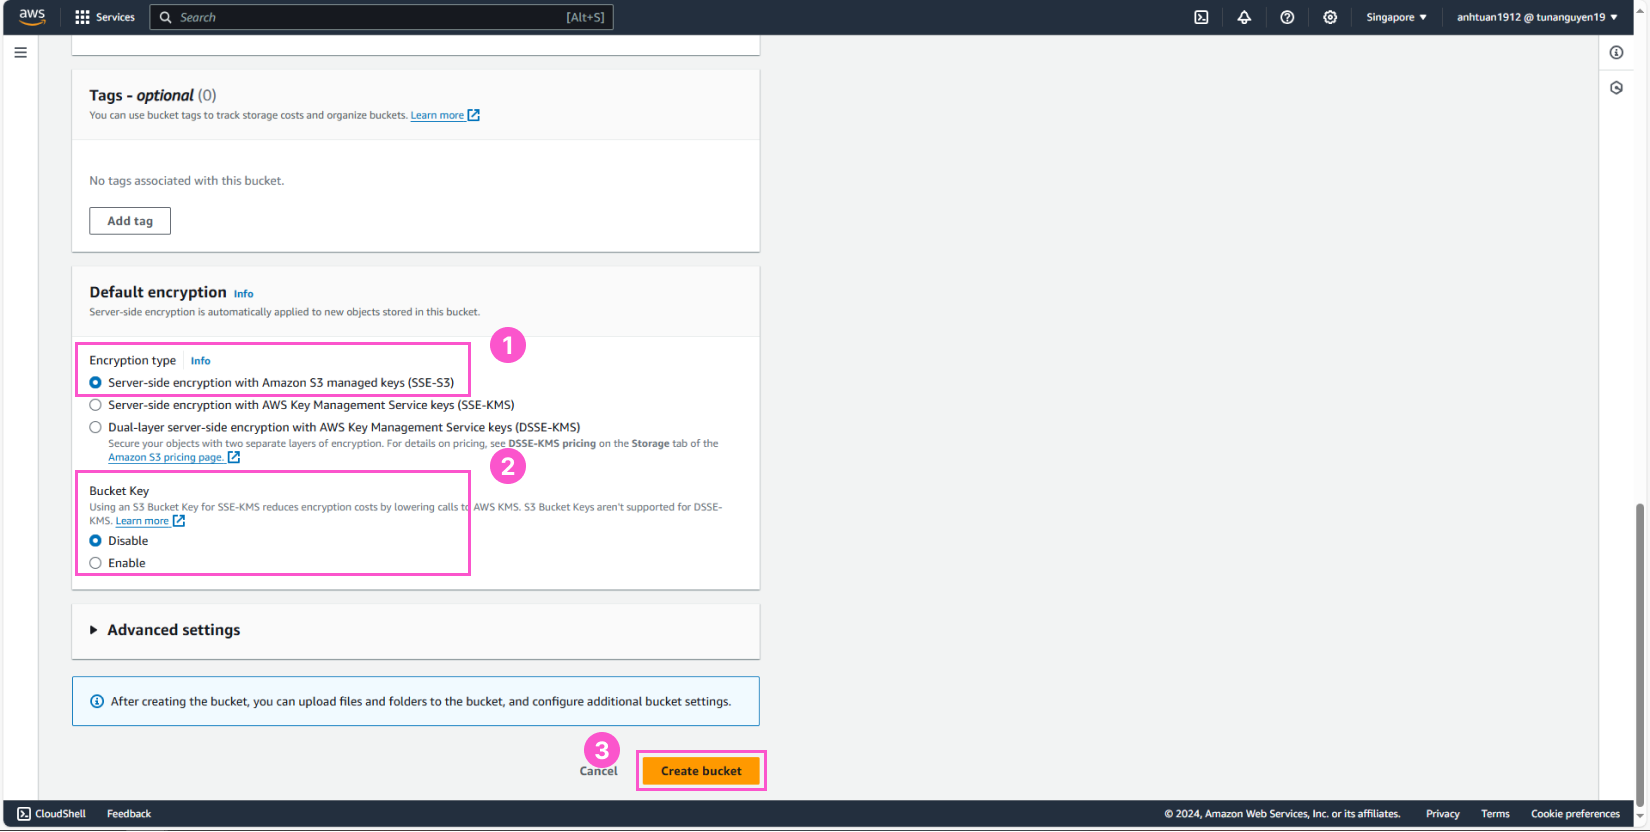 aws
Services
Search
[Alt+S]
Singapore
anhtuan1912 @ tunanguyen19
Tags - optional (0)
You can use bucket tags to track storage costs and organize buckets. Learn more
No tags associated with this bucket.
Add tag
Default encryption Info
Server-side encryption is automatically applied to new objects stored in this bucket.
1
Encryption type Info
Server-side encryption with Amazon S3 managed keys (SSE-S3)
Server-side encryption with AWS Key Management Service keys (SSE-KMS)
Dual-layer server-side encryption with AWS Key Management Service keys (DSSE-KMS)
Secure your objects with two separate layers of encryption. For details on pricing, see DSSE-KMS pricing on the Storage tab of the
Amazon S3 pricing page.
2
Bucket Key
Using an S3 Bucket Key for SSE-KMS reduces encryption costs by lowering calls to AWS KMS. S3 Bucket Keys aren't supported for DSSE-
KMS. Learn more
Disable
Enable
Advanced settings
After creating the bucket, you can upload files and folders to the bucket, and configure additional bucket settings.
3
Cancel
Create bucket
CloudShell
Feedback
© 2024, Amazon Web Services, Inc. or its affiliates.
Privacy
Terms
Cookie preferences